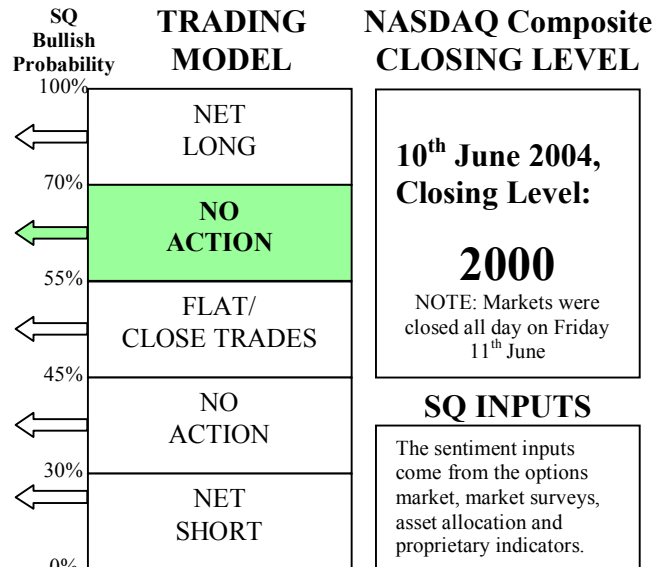 SQ
Bullish
Probability
TRADING
MODEL
100%
NET
LONG
70%
NO
ACTION
55%
FLAT/
CLOSE TRADES
45%
NO
ACTION
30%
NET
SHORT
0%
NASDAQ Composite
CLOSING LEVEL
10th June 2004,
Closing Level:
2000
NOTE: Markets were
closed all day on Friday
11th June
SQ INPUTS
The sentiment inputs
come from the options
market, market surveys,
asset allocation and
proprietary indicators.